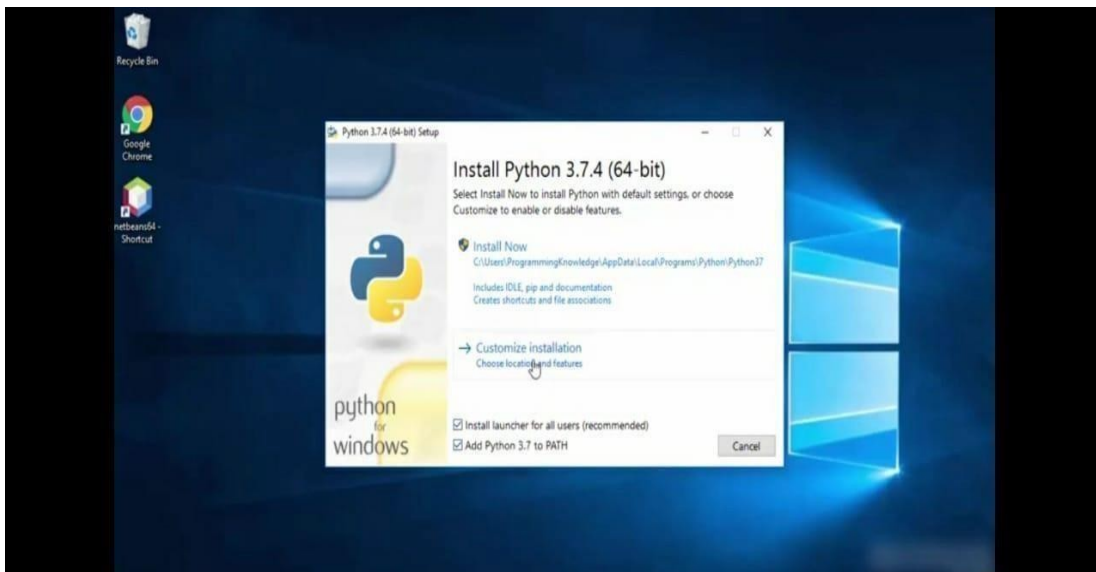 Recycle Bin
Google
Chrome
netbeans64 -
Shortcut
Python 3.7.4 (64-bit) Setup
Install Python 3.7.4 (64-bit)
Select Install Now to install Python with default settings, or choose
Customize to enable or disable features.
Install Now
C:\Users\ProgrammingKnowledge\AppData\Local\Programs\Python\Python37
Includes IDLE, pip and documentation
Creates shortcuts and file associations
→ Customize installation
Choose location and features
python
for
windows
Install launcher for all users (recommended)
Add Python 3.7 to PATH
Cancel